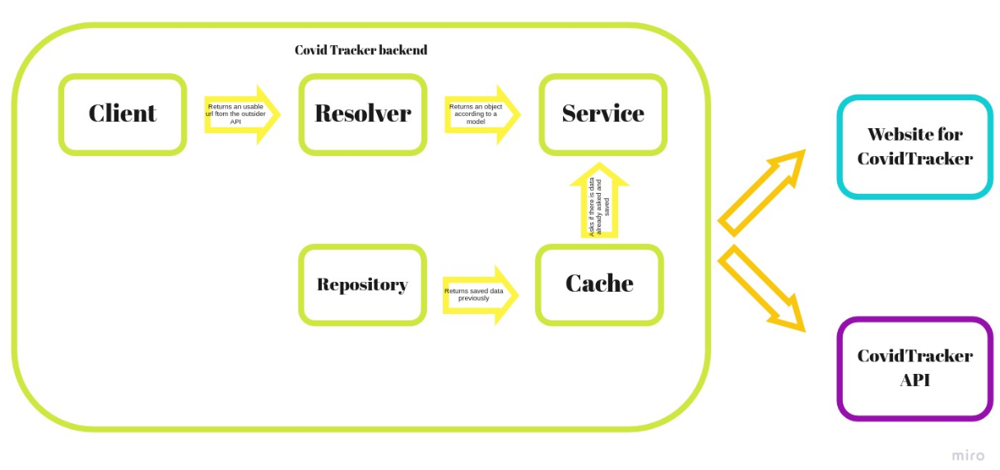 Covid Tracker backend
Client
Returns an usable
url ftom the outsider
API
Resolver
Returns an object
according to a
model
Service
Website for
CovidTracker
Asks if there is data
already asked and
saved
Repository
Returns saved data
previously
Cache
CovidTracker
API
miro